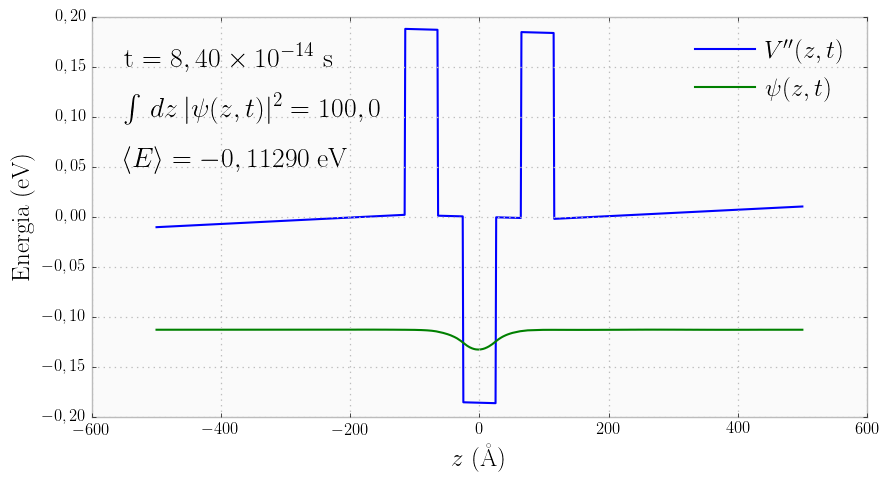 0,20
0,15
0,10
0,05
0,00
−0,05
−0,10
−0,15
−0,20
Energia (eV)
t = 8,40 × 10⁻¹⁴ s
∫ dz |ψ(z,t)|² = 100,0
⟨E⟩ = −0,11290 eV
V″(z,t)
ψ(z,t)
−600 −400 −200 0 200 400 600
z (Å)